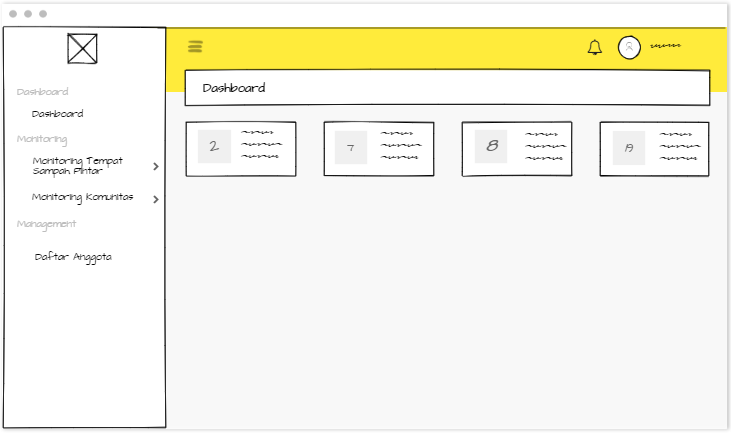 Dashboard
Dashboard
Dashboard
Monitoring
Monitoring Tempat
Sampah Pintar
Monitoring Komunitas
Management
Daftar Anggota
2
7
8
19